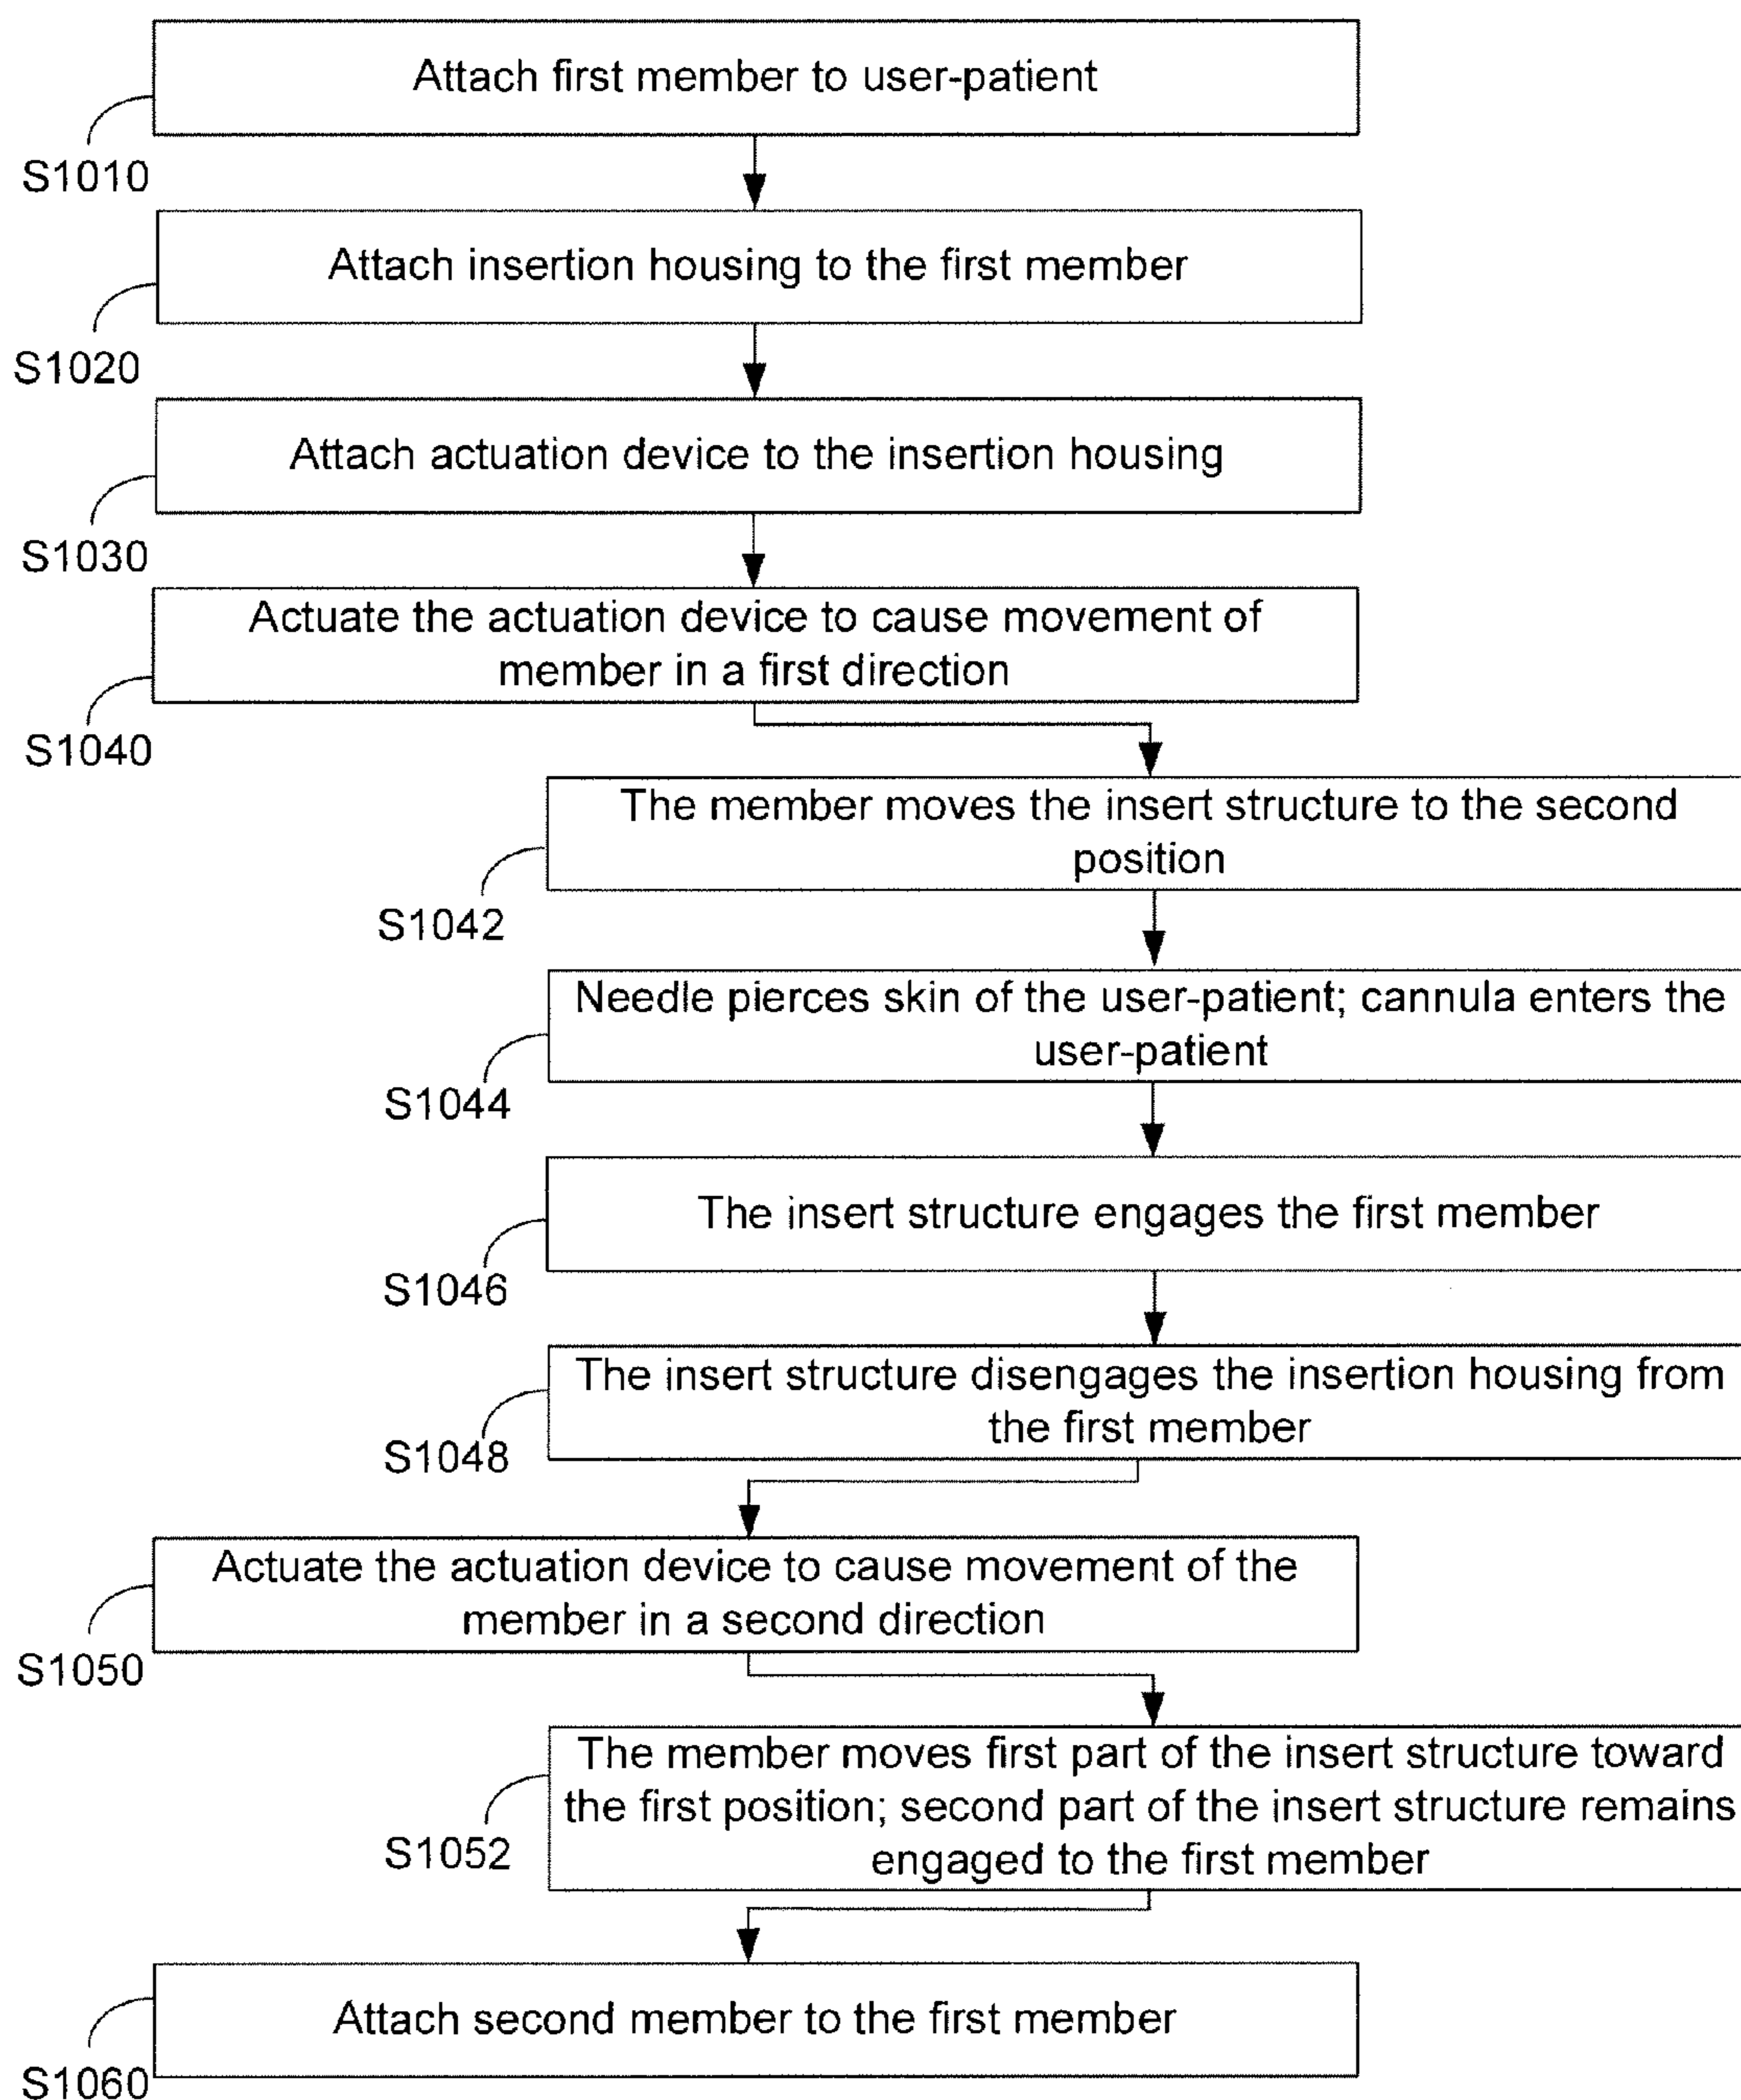 Attach first member to user-patient
S1010
Attach insertion housing to the first member
S1020
Attach actuation device to the insertion housing
S1030
Actuate the actuation device to cause movement of
member in a first direction
S1040
The member moves the insert structure to the second
position
S1042
Needle pierces skin of the user-patient; cannula enters the
user-patient
S1044
The insert structure engages the first member
S1046
The insert structure disengages the insertion housing from
the first member
S1048
Actuate the actuation device to cause movement of the
member in a second direction
S1050
The member moves first part of the insert structure toward
the first position; second part of the insert structure remains
engaged to the first member
S1052
Attach second member to the first member
S1060